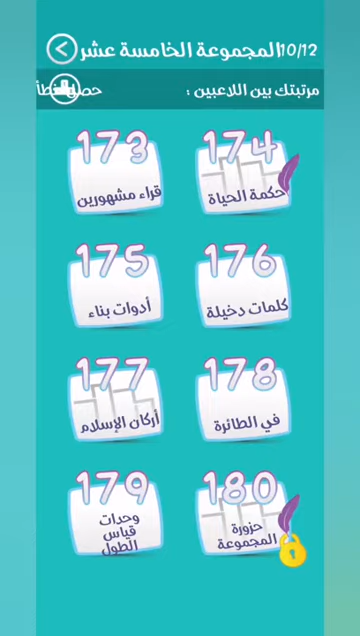 10/12 المجموعة الخامسة عشر
مرتبتك بين اللاعبين :
174
حكمة الحياة
173
قراء مشهورين
176
كلمات دخيلة
175
أدوات بناء
178
في الطائرة
177
أركان الإسلام
180
حزورة
المجموعة
179
وحدات
قياس
الطول